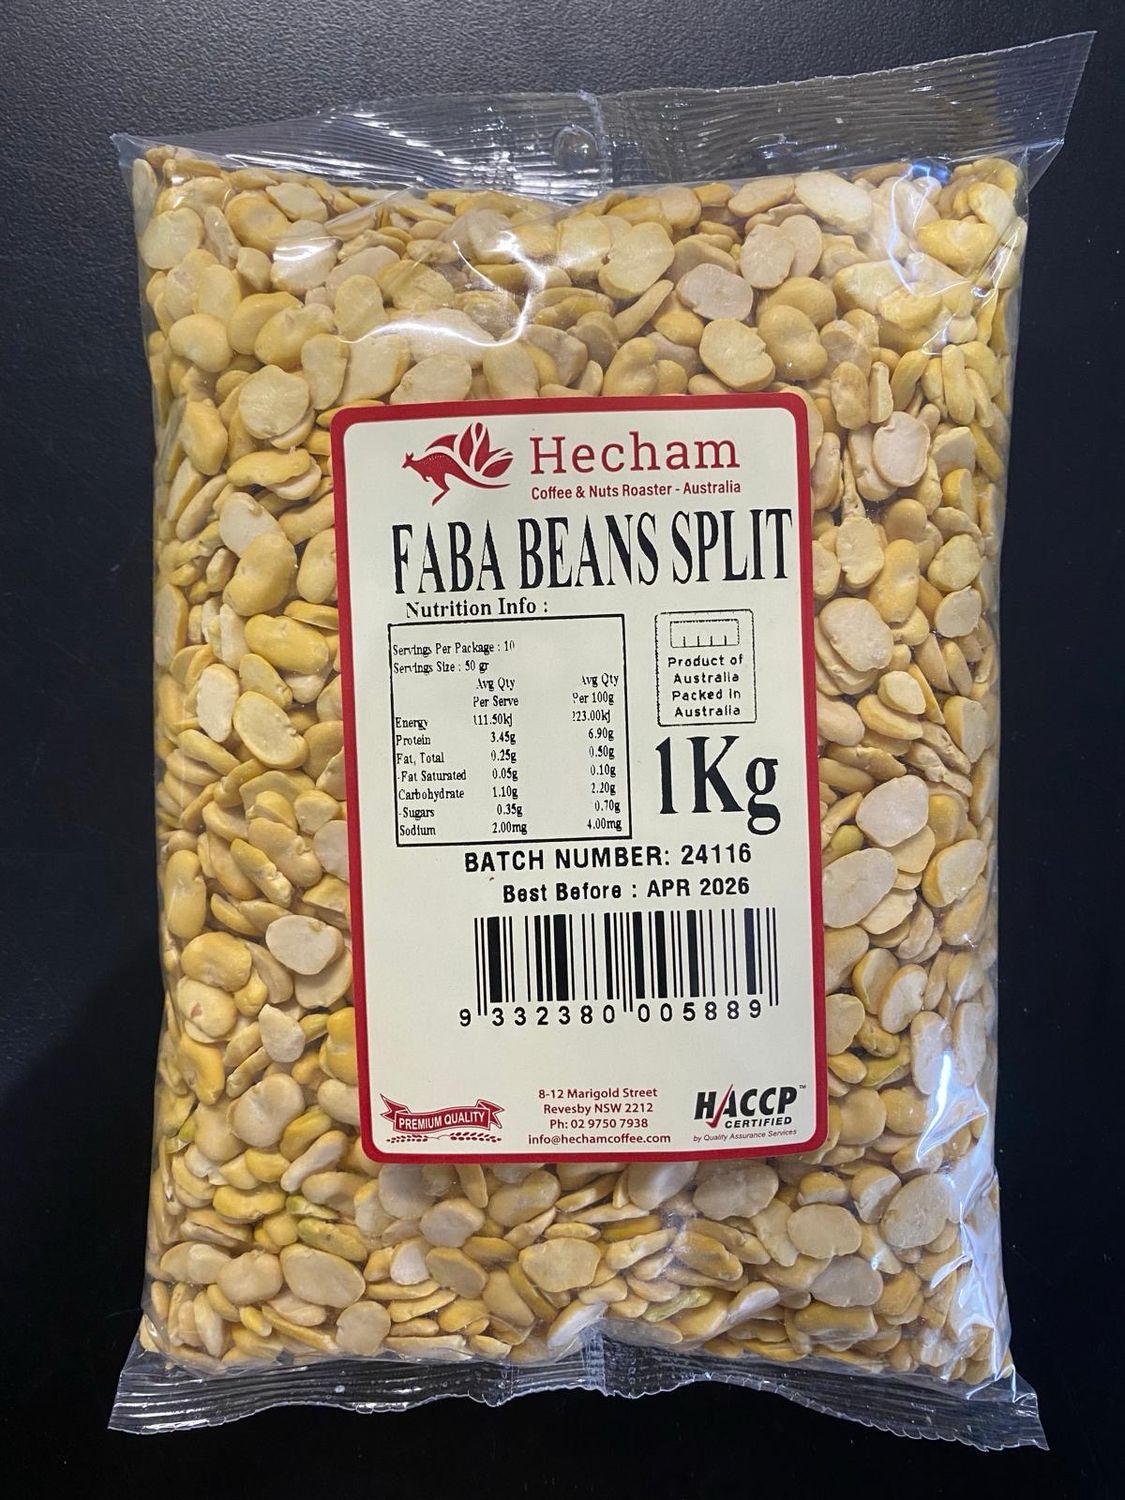 Hecham
Coffee & Nuts Roaster - Australia
FABA BEANS SPLIT
Nutrition Info :
Servings Per Package : 10
Servings Size : 50 gr
Avg Qty Avg Qty
Per Serve Per 100g
Energy 111.50kj 223.00kj
Protein 3.45g 6.90g
Fat, Total 0.25g 0.50g
-Fat Saturated 0.05g 0.10g
Carbohydrate 1.10g 2.20g
-Sugars 0.35g 0.70g
Sodium 2.00mg 4.00mg
Product of
Australia
Packed in
Australia
1Kg
BATCH NUMBER: 24116
Best Before : APR 2026
9 332380 005889
PREMIUM QUALITY
8-12 Marigold Street
Revesby NSW 2212
Ph: 02 9750 7938
info@hechamcoffee.com
HACCP™
CERTIFIED
by Quality Assurance Services